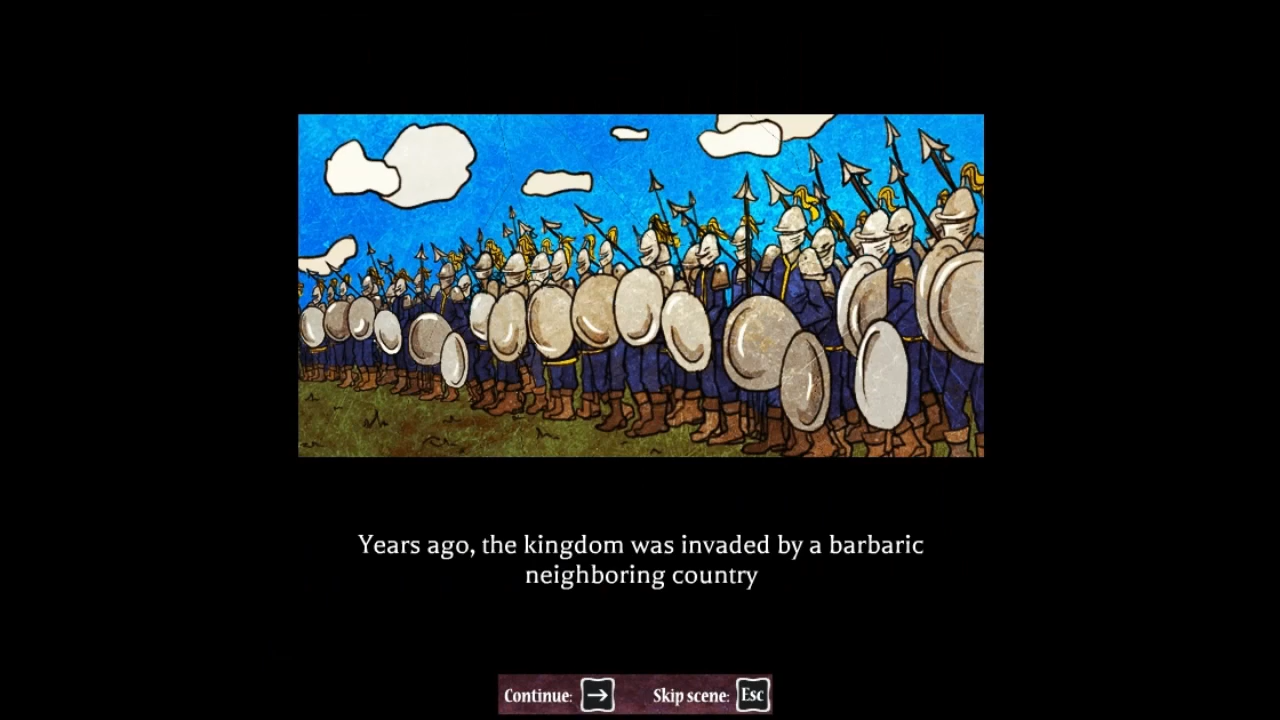 Years ago, the kingdom was invaded by a barbaric
neighboring country
Continue: → Skip scene: Esc